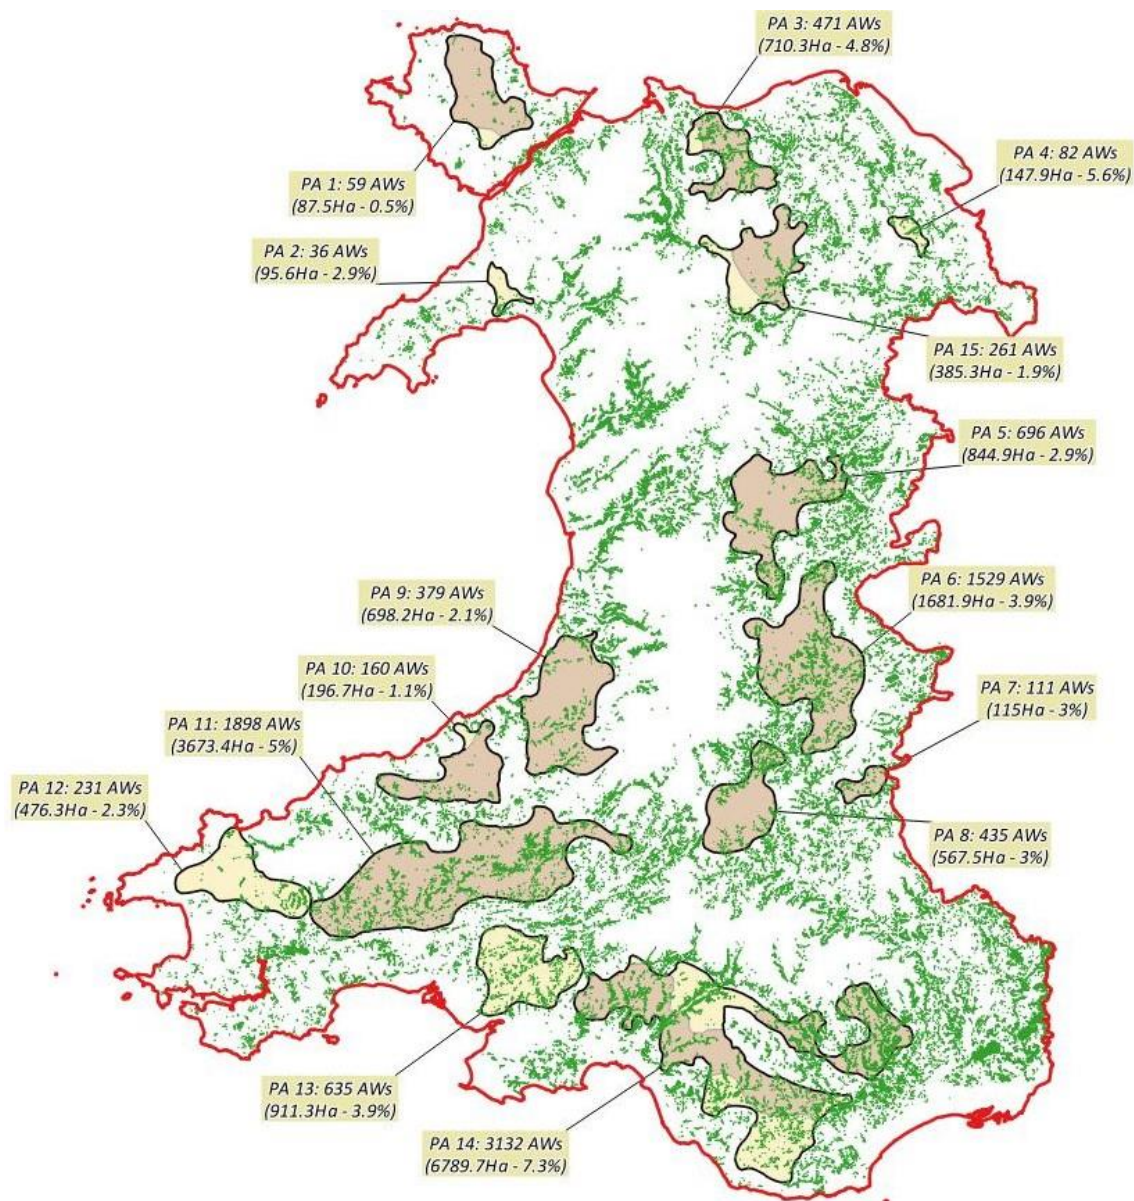 PA 3: 471 AWs
(710.3Ha - 4.8%)
PA 4: 82 AWs
(147.9Ha - 5.6%)
PA 1: 59 AWs
(87.5Ha - 0.5%)
PA 2: 36 AWs
(95.6Ha - 2.9%)
PA 15: 261 AWs
(385.3Ha - 1.9%)
PA 5: 696 AWs
(844.9Ha - 2.9%)
PA 6: 1529 AWs
(1681.9Ha - 3.9%)
PA 9: 379 AWs
(698.2Ha - 2.1%)
PA 10: 160 AWs
(196.7Ha - 1.1%)
PA 7: 111 AWs
(115Ha - 3%)
PA 11: 1898 AWs
(3673.4Ha - 5%)
PA 12: 231 AWs
(476.3Ha - 2.3%)
PA 8: 435 AWs
(567.5Ha - 3%)
PA 13: 635 AWs
(911.3Ha - 3.9%)
PA 14: 3132 AWs
(6789.7Ha - 7.3%)